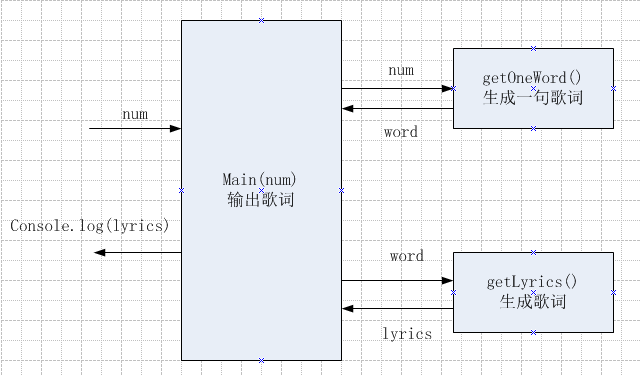 num
getOneWord()
生成一句歌词
num
word
Main(num)
输出歌词
Console.log(lyrics)
word
getLyrics()
生成歌词
lyrics